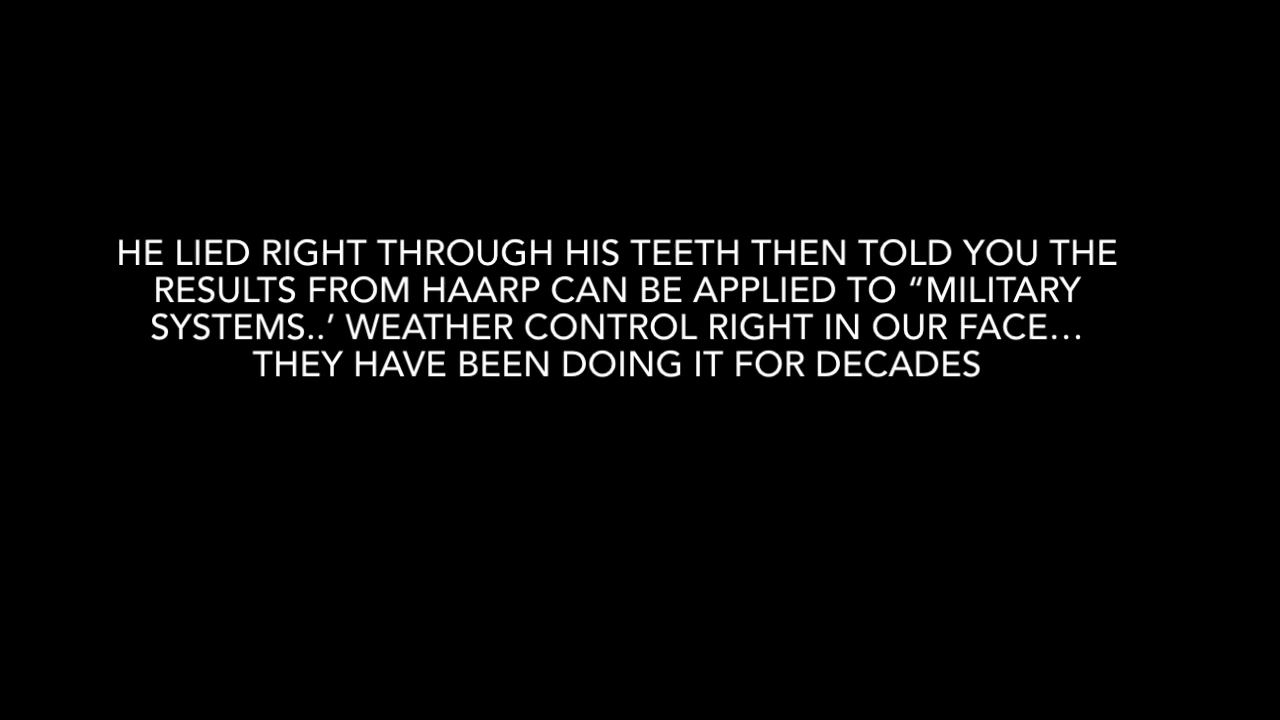 HE LIED RIGHT THROUGH HIS TEETH THEN TOLD YOU THE
RESULTS FROM HAARP CAN BE APPLIED TO “MILITARY
SYSTEMS..’ WEATHER CONTROL RIGHT IN OUR FACE…
THEY HAVE BEEN DOING IT FOR DECADES